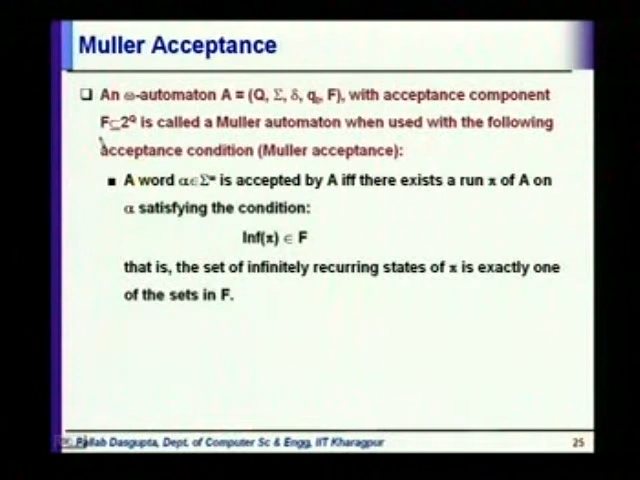 Muller Acceptance
❑ An ω-automaton A = (Q, Σ, δ, q₀, F), with acceptance component
F⊆2^Q is called a Muller automaton when used with the following
acceptance condition (Muller acceptance):
■ A word α∈Σ^ω is accepted by A iff there exists a run π of A on
α satisfying the condition:
Inf(π) ∈ F
that is, the set of infinitely recurring states of π is exactly one
of the sets in F.
Pallab Dasgupta, Dept. of Computer Sc & Engg, IIT Kharagpur
25